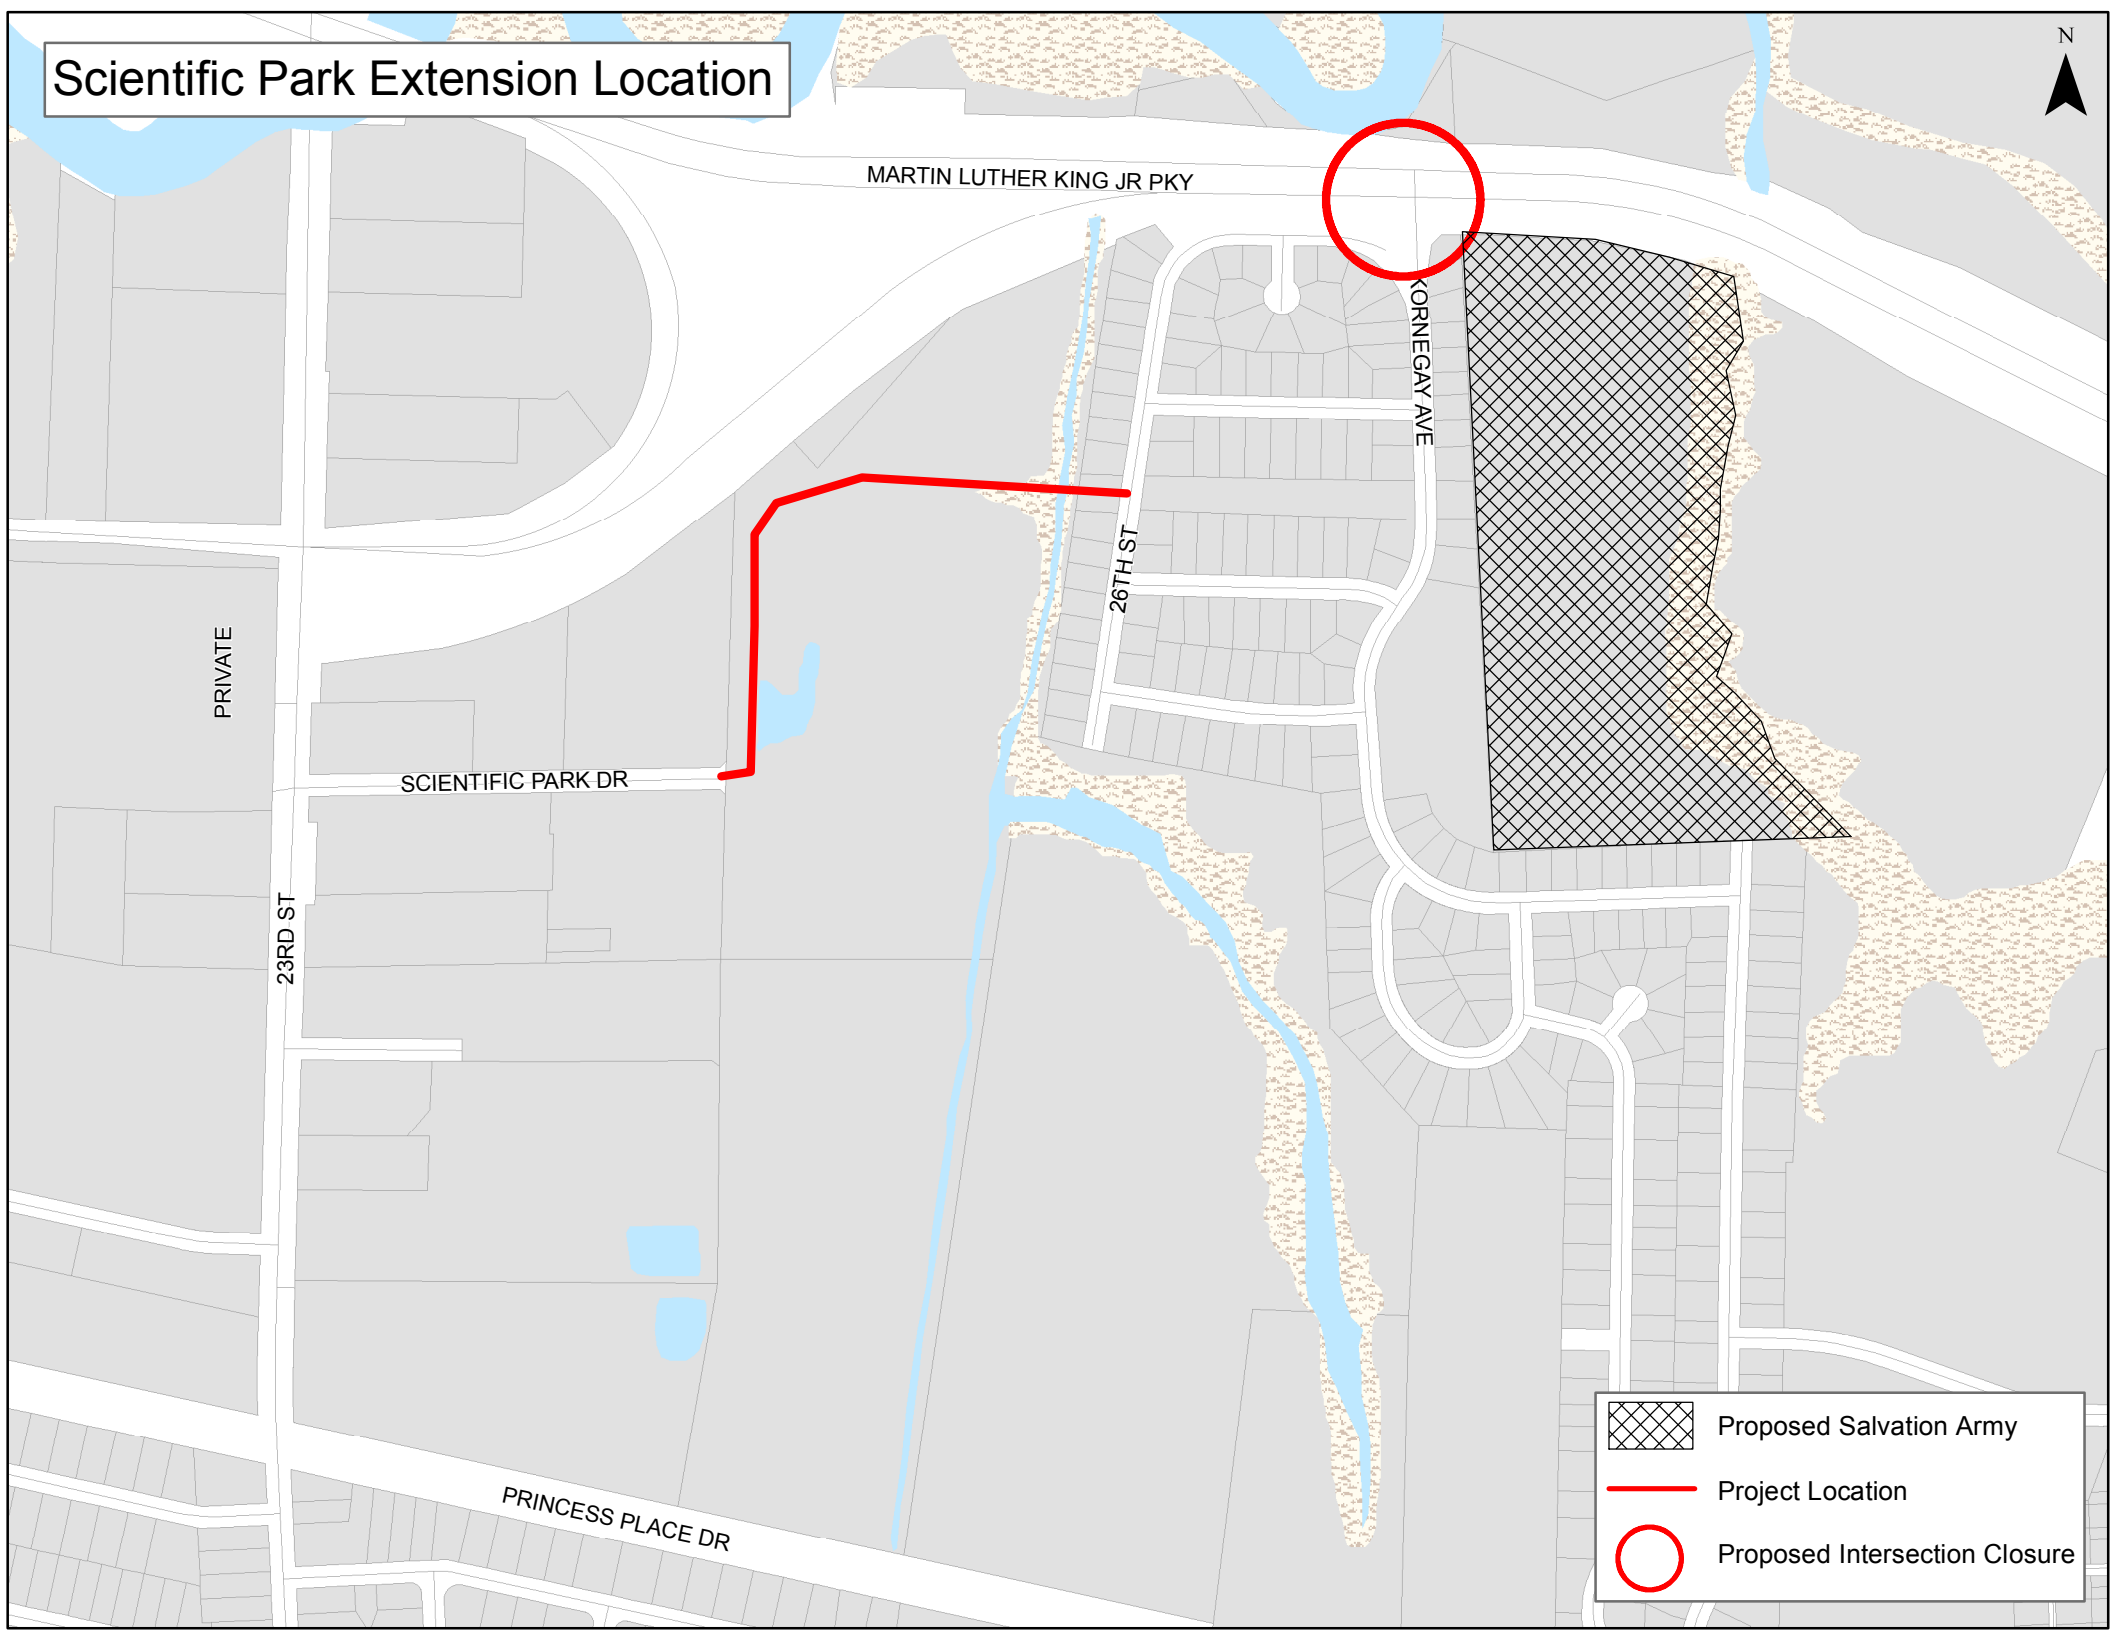 Scientific Park Extension Location
N
MARTIN LUTHER KING JR PKY
KORNEGAY AVE
26TH ST
PRIVATE
SCIENTIFIC PARK DR
23RD ST
PRINCESS PLACE DR
Proposed Salvation Army
Project Location
Proposed Intersection Closure